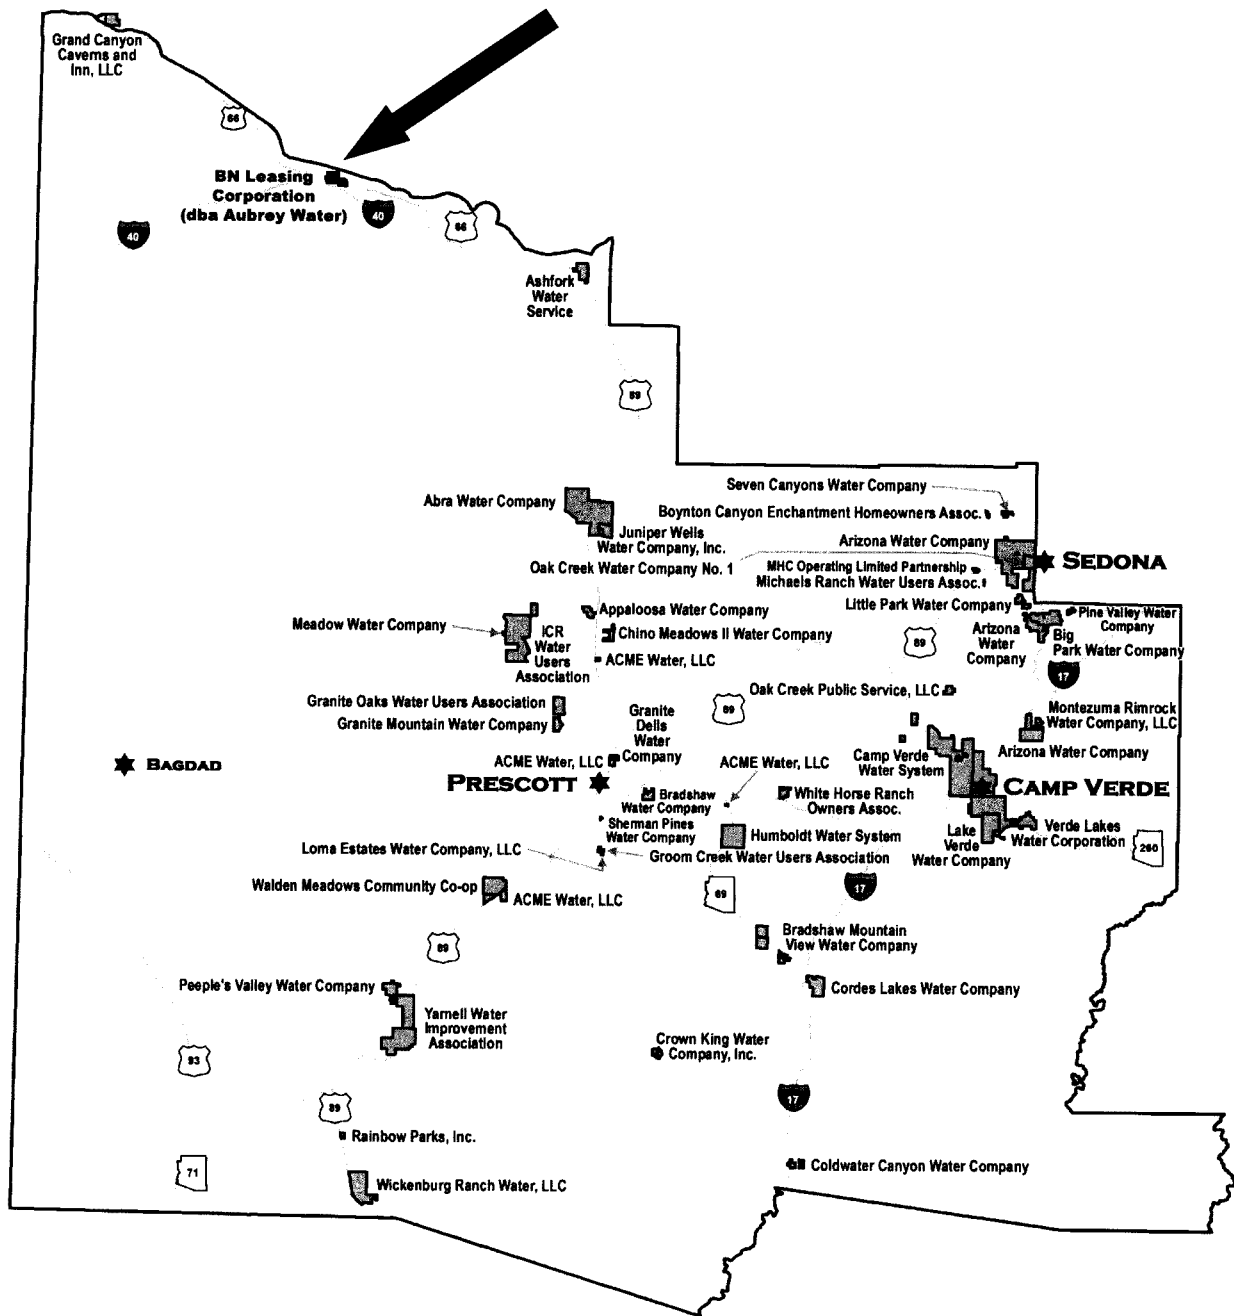 Grand Canyon
Caverns and
Inn, LLC
66
BN Leasing
Corporation
(dba Aubrey Water)
40
40
66
Ashfork
Water
Service
89
Seven Canyons Water Company
Abra Water Company
Boynton Canyon Enchantment Homeowners Assoc.
Juniper Wells
Water Company, Inc.
Arizona Water Company
Oak Creek Water Company No. 1
SEDONA
MHC Operating Limited Partnership
Michaels Ranch Water Users Assoc.
Little Park Water Company
Pine Valley Water
Company
Appaloosa Water Company
Meadow Water Company
ICR
Water
Users
Association
Chino Meadows II Water Company
89
Arizona
Water
Company
Big
Park Water Company
ACME Water, LLC
17
Oak Creek Public Service, LLC
Granite Oaks Water Users Association
Granite Mountain Water Company
Granite
Dells
Water
Company
89
Montezuma Rimrock
Water Company, LLC
Arizona Water Company
BAGDAD
ACME Water, LLC
ACME Water, LLC
Camp Verde
Water System
PRESCOTT
CAMP VERDE
Bradshaw
Water Company
White Horse Ranch
Owners Assoc.
Sherman Pines
Water Company
Humboldt Water System
Lake
Verde
Water Company
Verde Lakes
Water Corporation
260
Loma Estates Water Company, LLC
Groom Creek Water Users Association
Walden Meadows Community Co-op
ACME Water, LLC
69
17
89
Bradshaw Mountain
View Water Company
Peeple's Valley Water Company
Cordes Lakes Water Company
Yarnell Water
Improvement
Association
Crown King Water
Company, Inc.
93
89
17
Rainbow Parks, Inc.
71
Wickenburg Ranch Water, LLC
Coldwater Canyon Water Company